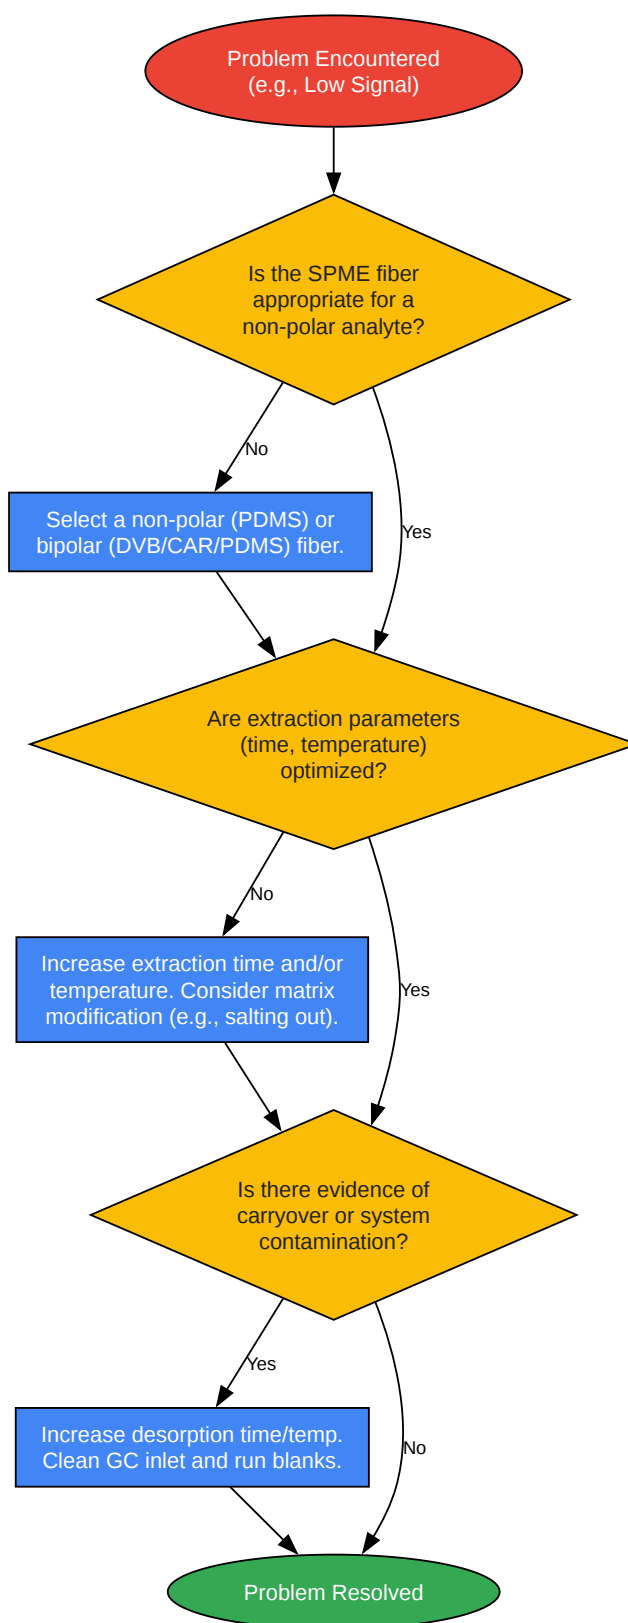 Problem Encountered
(e.g., Low Signal)
Is the SPME fiber
appropriate for a
non-polar analyte?
No
Yes
Select a non-polar (PDMS) or
bipolar (DVB/CAR/PDMS) fiber.
Are extraction parameters
(time, temperature)
optimized?
No
Yes
Increase extraction time and/or
temperature. Consider matrix
modification (e.g., salting out).
Is there evidence of
carryover or system
contamination?
Yes
No
Increase desorption time/temp.
Clean GC inlet and run blanks.
Problem Resolved